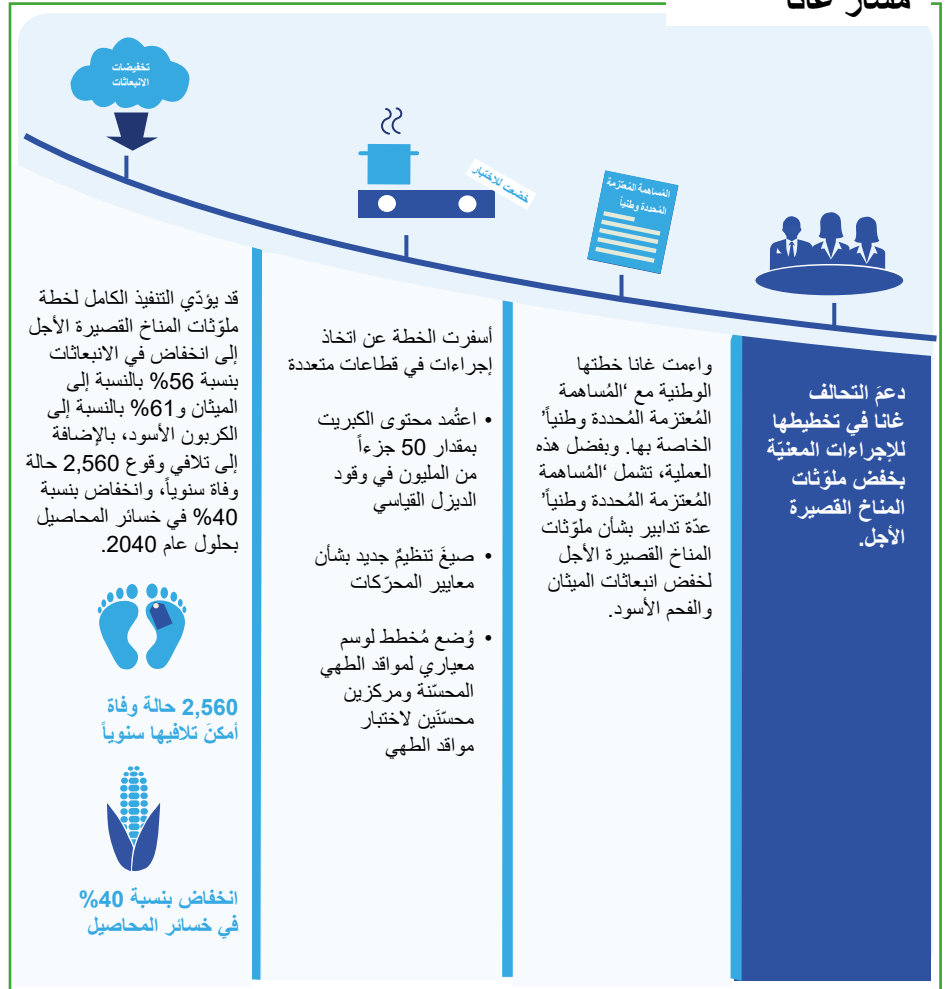 مسار غانا
دعمَ التحالف
غانا في تخطيطها
للإجراءات المعنيّة
بخفض ملوّثات
المناخ القصيرة
الأجل.
المُساهمة المُعتزمة
المُحددة وطنياً
واءمت غانا خطتها
الوطنية مع ‘المُساهمة
المُعتزمة المُحددة وطنياً’
الخاصة بها. وبفضل هذه
العملية، تشمل ‘المُساهمة
المُعتزمة المُحددة وطنياً’
عدّة تدابير بشأن ملوّثات
المناخ القصيرة الأجل
لخفض انبعاثات الميثان
والفحم الأسود.
خضعت للاختبار
أسفرت الخطة عن اتخاذ
إجراءات في قطاعات متعددة
• اعتُمد محتوى الكبريت
بمقدار 50 جزءاً
من المليون في وقود
الديزل القياسي
• صيغَ تنظيمٌ جديد بشأن
معايير المحرّكات
• وُضع مُخطط لوسم
معياري لمواقد الطهي
المحسّنة ومركزين
محسّنَين لاختبار
مواقد الطهي
تخفيضات
الانبعاثات
قد يؤدّي التنفيذ الكامل لخطة
ملوّثات المناخ القصيرة الأجل
إلى انخفاض في الانبعاثات
بنسبة 56% بالنسبة إلى
الميثان و61% بالنسبة إلى
الكربون الأسود، بالإضافة
إلى تلافي وقوع 2,560 حالة
وفاة سنوياً، وانخفاض بنسبة
40% في خسائر المحاصيل
بحلول عام 2040.
2,560 حالة وفاة
أمكنَ تلافيها سنوياً
انخفاض بنسبة 40%
في خسائر المحاصيل